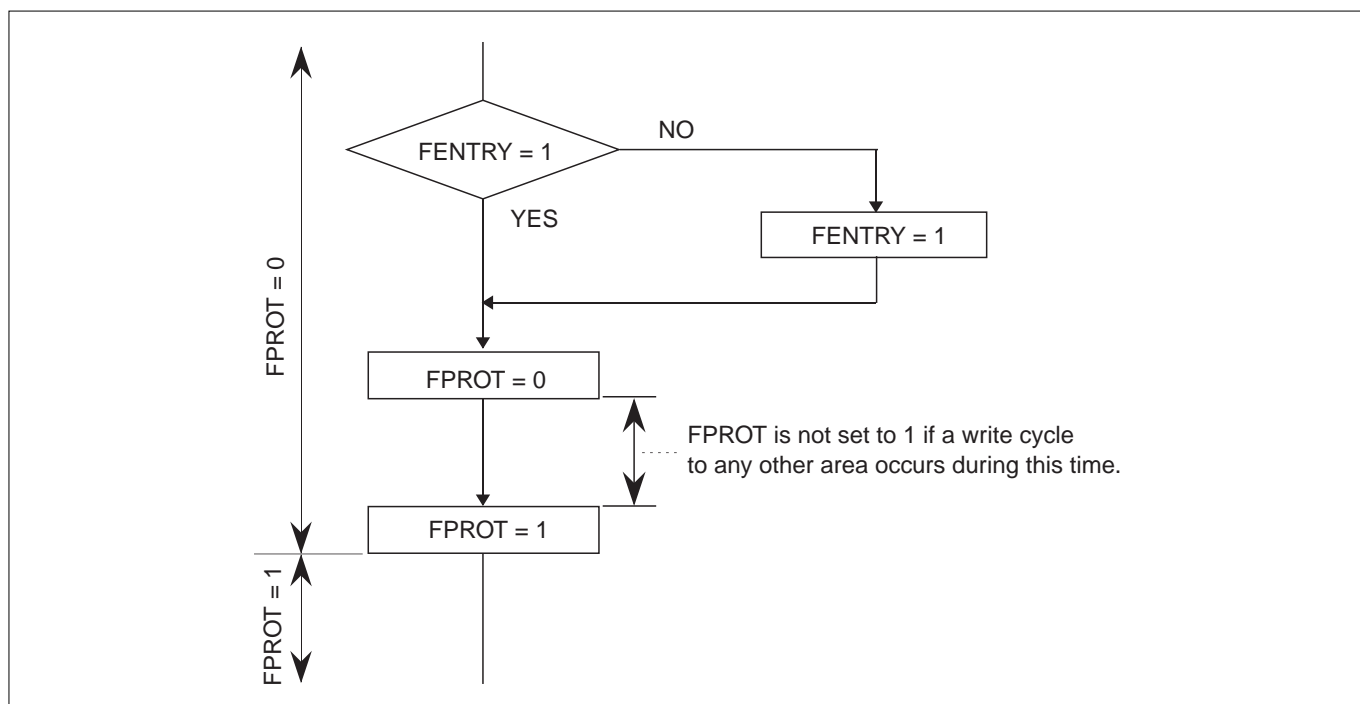 FENTRY = 1
NO
YES
FENTRY = 1
FPROT = 0
FPROT = 0
FPROT is not set to 1 if a write cycle
to any other area occurs during this time.
FPROT = 1
FPROT = 1